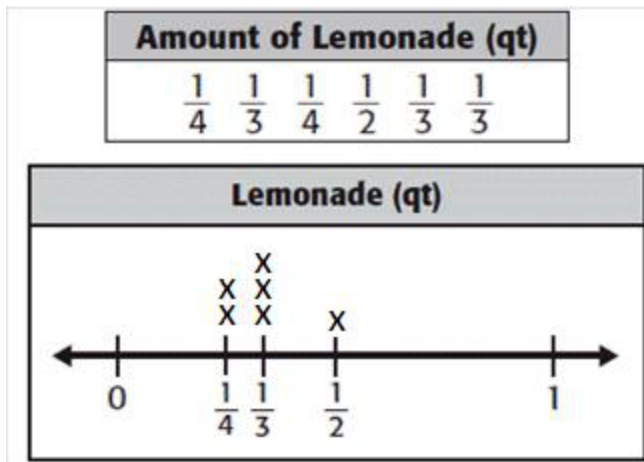 Amount of Lemonade (qt)
1/4 1/3 1/4 1/2 1/3 1/3
Lemonade (qt)
X
X X
X X X
0 1/4 1/3 1/2 1